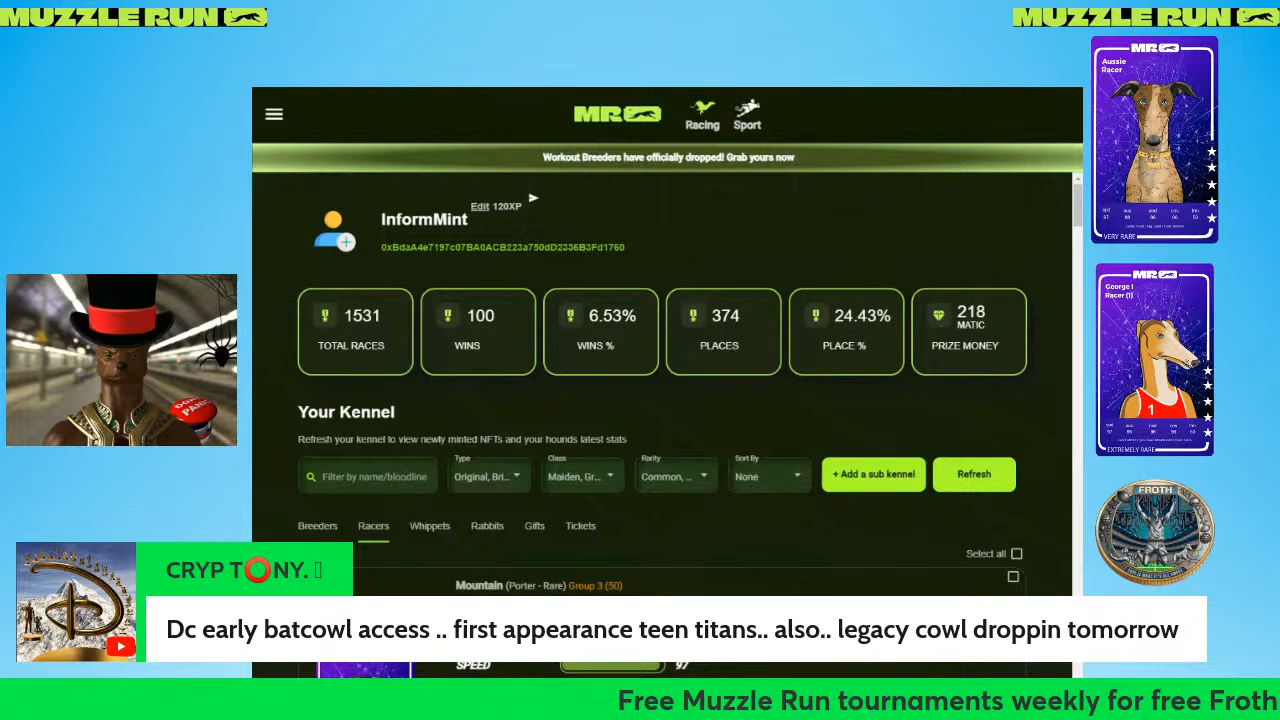 MUZZLE RUN
MUZZLE RUN
MR
Racing
Sport
Workout Breeders have officially dropped! Grab yours now
InformMint
Edit 120XP
0xBdaA4e7197c07BA0ACB223a750dD2336B3Fd1760
1531
TOTAL RACES
100
WINS
6.53%
WINS %
374
PLACES
24.43%
PLACE %
218
MATIC
PRIZE MONEY
Your Kennel
Refresh your kennel to view newly minted NFTs and your hounds latest stats
Filter by name/bloodline
Type
Original, Bri...
Class
Maiden, Gr...
Rarity
Common, ...
Sort By
None
+ Add a sub kennel
Refresh
Breeders
Racers
Whippets
Rabbits
Gifts
Tickets
Select all
Mountain (Porter - Rare) Group 3 (50)
SPEED
97
MR
Aussie
Racer
VERY RARE
MR
George I
Racer (1)
1
EXTREMELY RARE
FROTH
DON'T
PANIC
CRYP T⭕NY.
Dc early batcowl access .. first appearance teen titans.. also.. legacy cowl droppin tomorrow
Free Muzzle Run tournaments weekly for free Froth